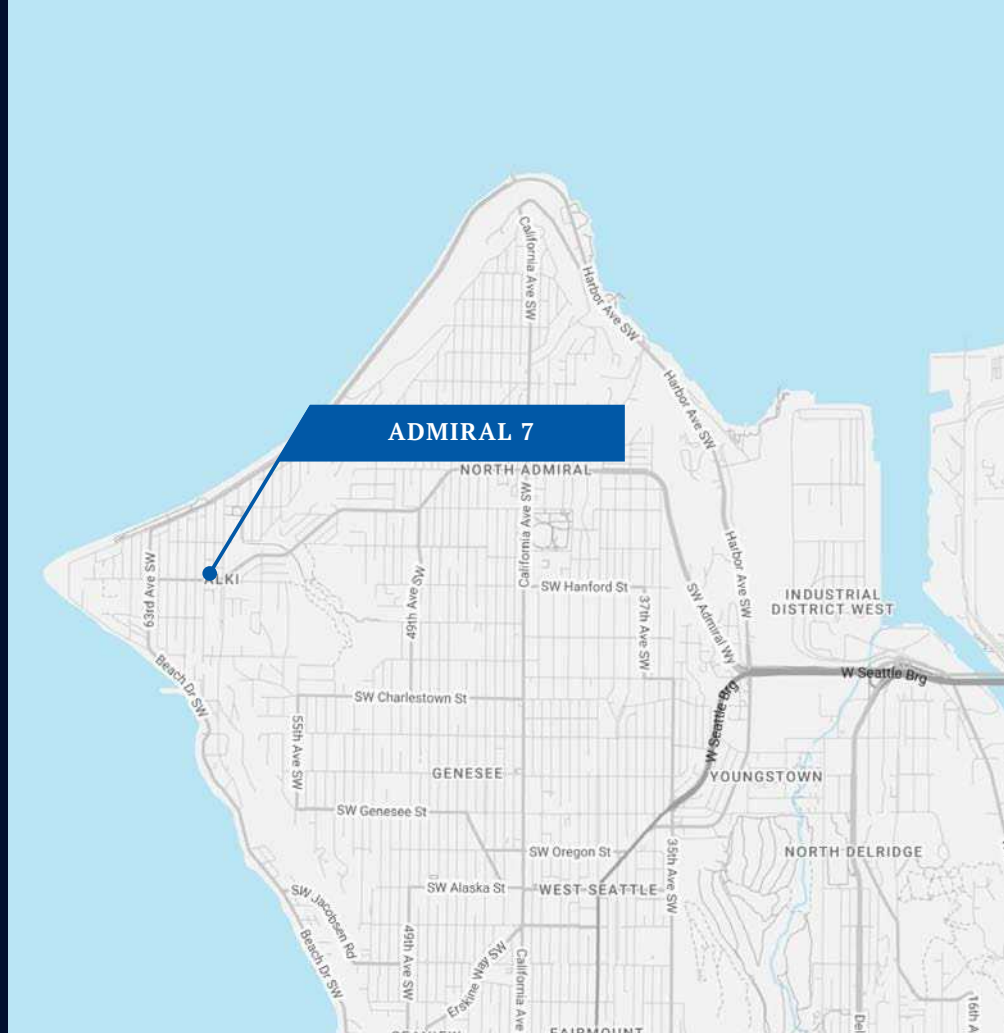 California Ave SW
Harbor Ave SW
Harbor Ave SW
ADMIRAL 7
NORTH ADMIRAL
California Ave SW
Harbor Ave SW
63rd Ave SW
ALKI
49th Ave SW
SW Hanford St
37th Ave SW
SW Admiral Wy
INDUSTRIAL
DISTRICT WEST
Beach Dr SW
SW Charlestown St
W Seattle Brg
W Seattle Brg
55th Ave SW
GENESEE
YOUNGSTOWN
SW Genesee St
SW Oregon St
35th Ave SW
NORTH DELRIDGE
SW Alaska St
WEST SEATTLE
SW Jacobsen Rd
Beach Dr SW
49th Ave SW
Erskine Way SW
California Ave
16th A
Del
FAIRMOUNT